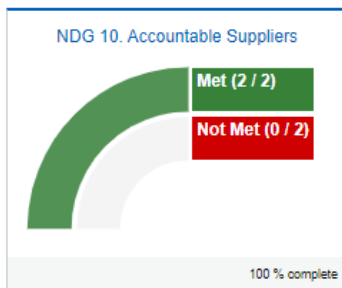 NDG 10. Accountable Suppliers
Met (2 / 2)
Not Met (0 / 2)
100 % complete